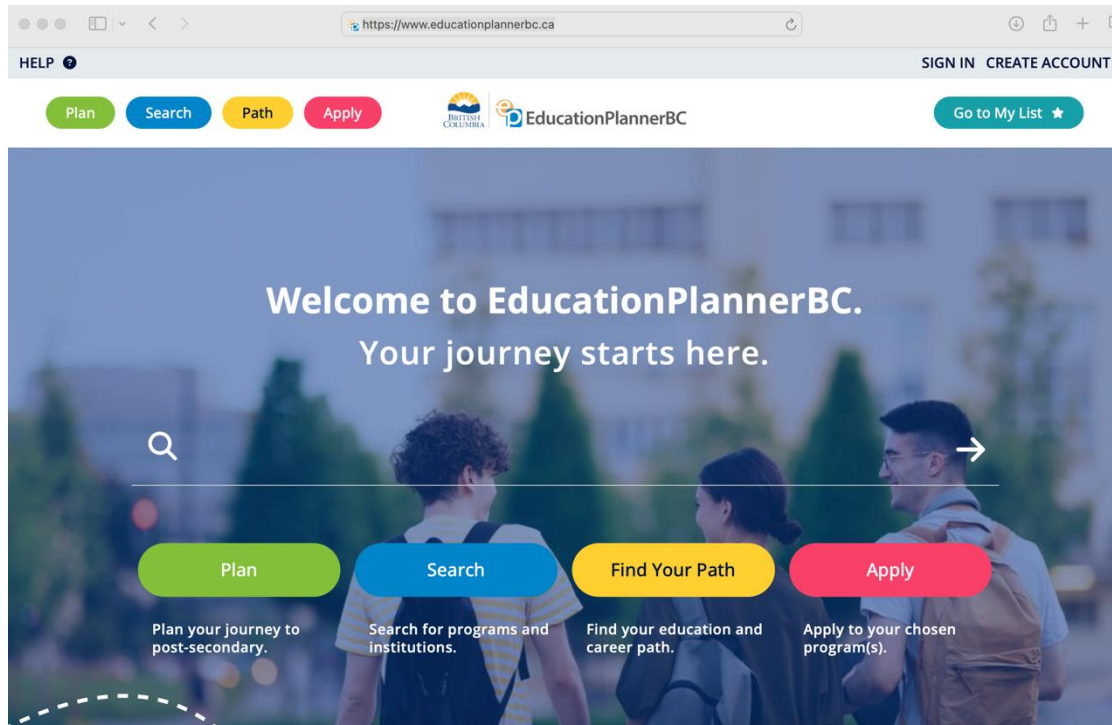 https://www.educationplannerbc.ca
HELP ?
SIGN IN CREATE ACCOUNT
Plan Search Path Apply
BRITISH
COLUMBIA
EducationPlannerBC
Go to My List
Welcome to EducationPlannerBC.
Your journey starts here.
Plan
Search
Find Your Path
Apply
Plan your journey to
post-secondary.
Search for programs and
institutions.
Find your education and
career path.
Apply to your chosen
program(s).